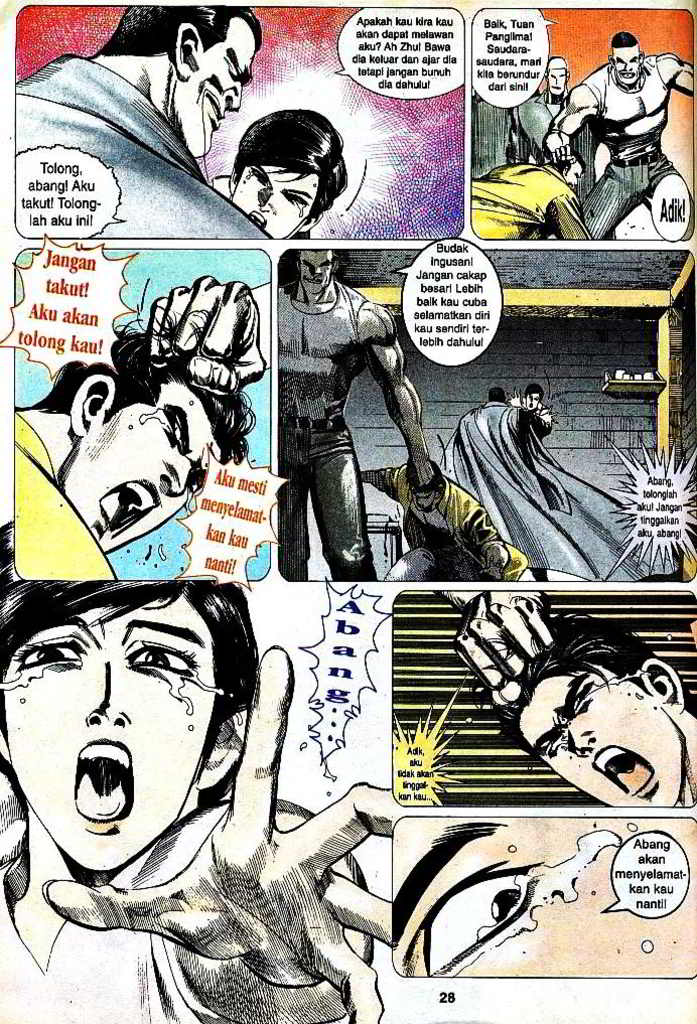 Apakah kau kira kau
akan dapat melawan
aku? Ah Zhu! Bawa
dia keluar dan ajar dia
tetapi jangan bunuh
dia dahulu!
Tolong,
abang! Aku
takut! Tolong-
lah aku ini!
Baik, Tuan
Panglima!
Saudara-
saudara, mari
kita berundur
dari sini!
Adik!
Jangan
takut!
Aku akan
tolong kau!
Aku mesti
menyelamat-
kan kau
nanti!
Budak
ingusan!
Jangan cakap
besar! Lebih
baik kau cuba
selamatkan diri
kau sendiri ter-
lebih dahulu!
Abang,
tolonglah
aku! Jangan
tinggalkan
aku, abang!
Abang...
Adik,
aku
tidak akan
tinggal-
kan kau...
Abang
akan
menyelamat-
kan kau
nanti!
28